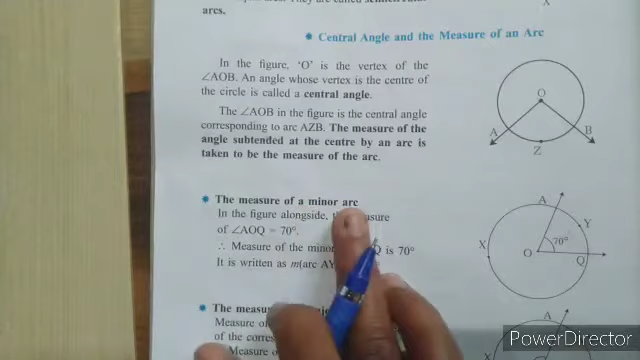 arcs.
Central Angle and the Measure of an Arc
In the figure, 'O' is the vertex of the
∠AOB. An angle whose vertex is the centre of
the circle is called a central angle.
The ∠AOB in the figure is the central angle
corresponding to arc AZB. The measure of the
angle subtended at the centre by an arc is
taken to be the measure of the arc.
O
A
B
Z
The measure of a minor arc
In the figure alongside,
of ∠AOQ = 70°.
∴ Measure of the minor Q is 70°
It is written as m(arc AY
A
Y
X
O
70°
Q
The
Measure
of the
Measure
A
PowerDirector